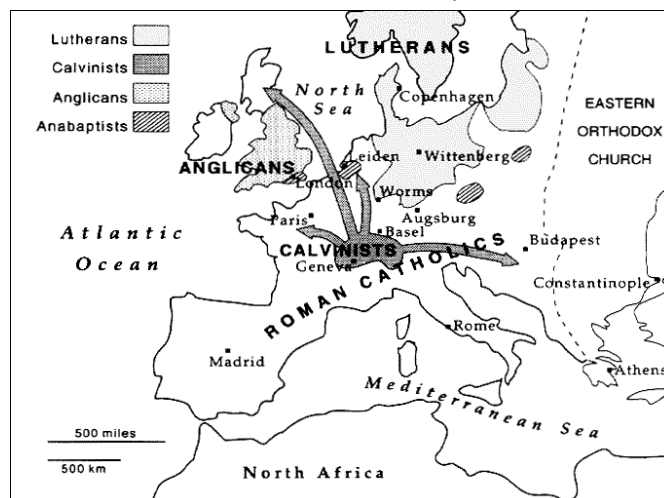 Lutherans
Calvinists
Anglicans
Anabaptists
LUTHERANS
North
Sea
Copenhagen
EASTERN
ORTHODOX
CHURCH
ANGLICANS
Leiden
Wittenberg
London
Worms
Paris
Augsburg
Basel
Atlantic
Ocean
CALVINISTS
Geneva
Budapest
ROMAN CATHOLICS
Constantinople
Rome
Madrid
Athens
Mediterranean Sea
500 miles
500 km
North Africa